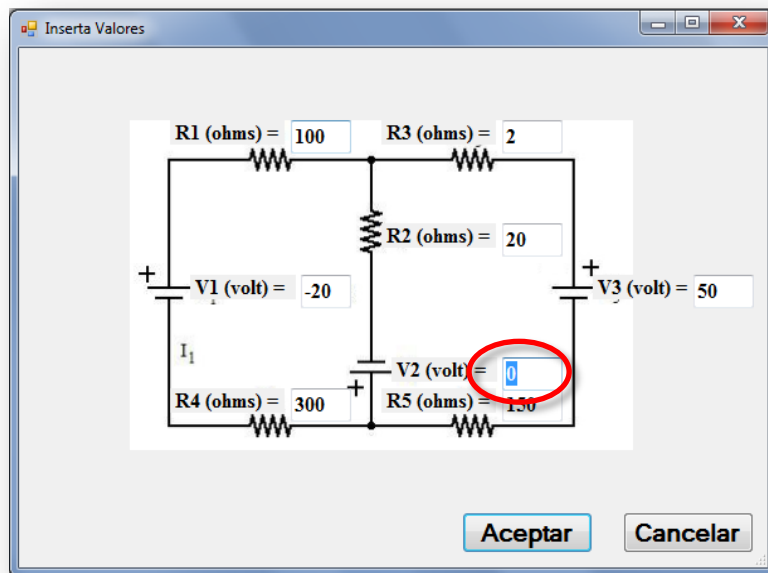 Inserta Valores
R1 (ohms) = 100 R3 (ohms) = 2
R2 (ohms) = 20
+ V1 (volt) = -20 + V3 (volt) = 50
I1
V2 (volt) = 0
+
R4 (ohms) = 300 R5 (ohms) = 150
Aceptar Cancelar